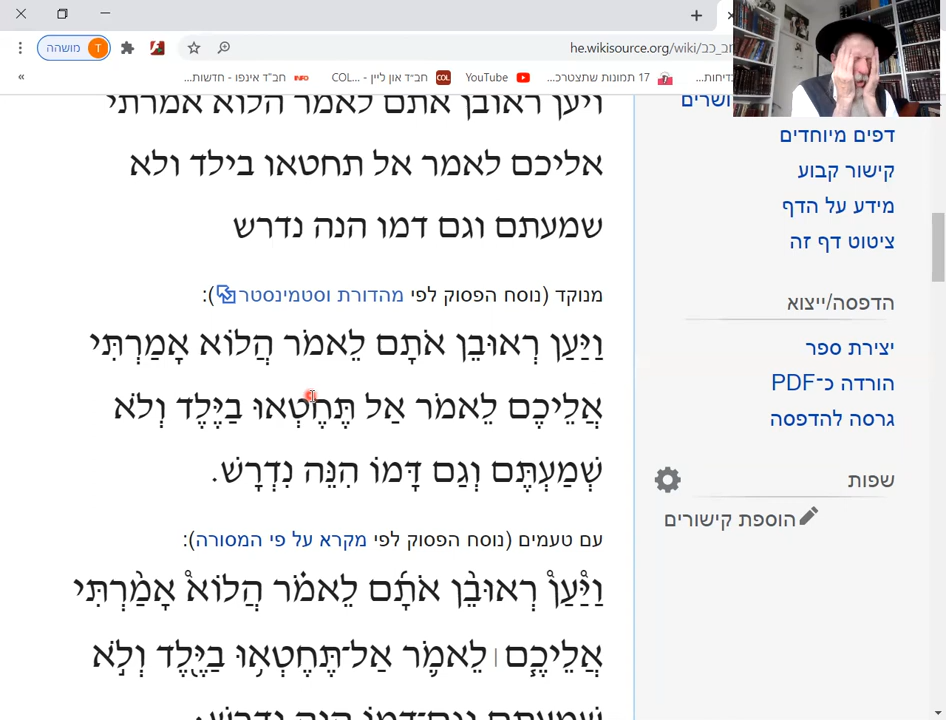 מושהה
T
he.wikisource.org/wiki/
חב"ד אינפו - חדשות...
COL חב"ד און ליין - COL...
YouTube
17 תמונות שתצטרכ...
ויען ראובן אתם לאמר הלוא אמרתי
אליכם לאמר אל תחטאו בילד ולא
שמעתם וגם דמו הנה נדרש
מנוקד (נוסח הפסוק לפי מהדורת וסטמינסטר):
וַיַּעַן רְאוּבֵן אֹתָם לֵאמֹר הֲלוֹא אָמַרְתִּי
אֲלֵיכֶם לֵאמֹר אַל תֶּחֶטְאוּ בַיֶּלֶד וְלֹא
שְׁמַעְתֶּם וְגַם דָּמוֹ הִנֵּה נִדְרָשׁ.
עם טעמים (נוסח הפסוק לפי מקרא על פי המסורה):
וַיַּ֩עַן֩ רְאוּבֵ֨ן אֹתָ֜ם לֵאמֹ֗ר הֲלוֹא֩ אָמַ֨רְתִּי
אֲלֵיכֶ֧ם ׀ לֵאמֹ֛ר אַל־תֶּחֶטְא֥וּ בַיֶּ֖לֶד וְלֹ֣א
שְׁמַעְתֶּ֑ם וְגַם־דָּמ֖וֹ הִנֵּ֥ה נִדְרָֽשׁ׃
דפים מיוחדים
קישור קבוע
מידע על הדף
ציטוט דף זה
הדפסה/ייצוא
יצירת ספר
הורדה כ־PDF
גרסה להדפסה
שפות
הוספת קישורים